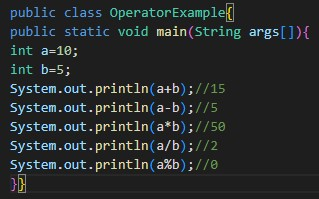 public class OperatorExample{
public static void main(String args[]){
int a=10;
int b=5;
System.out.println(a+b);//15
System.out.println(a-b);//5
System.out.println(a*b);//50
System.out.println(a/b);//2
System.out.println(a%b);//0
}}